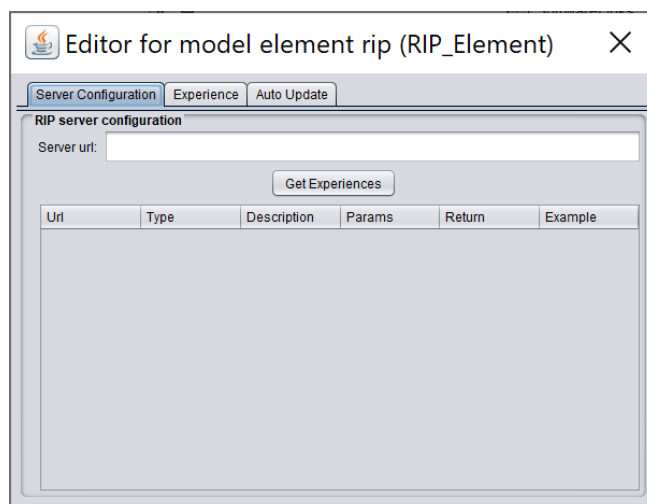 Editor for model element rip (RIP_Element)
Server Configuration Experience Auto Update
RIP server configuration
Server url:
Get Experiences
Url Type Description Params Return Example